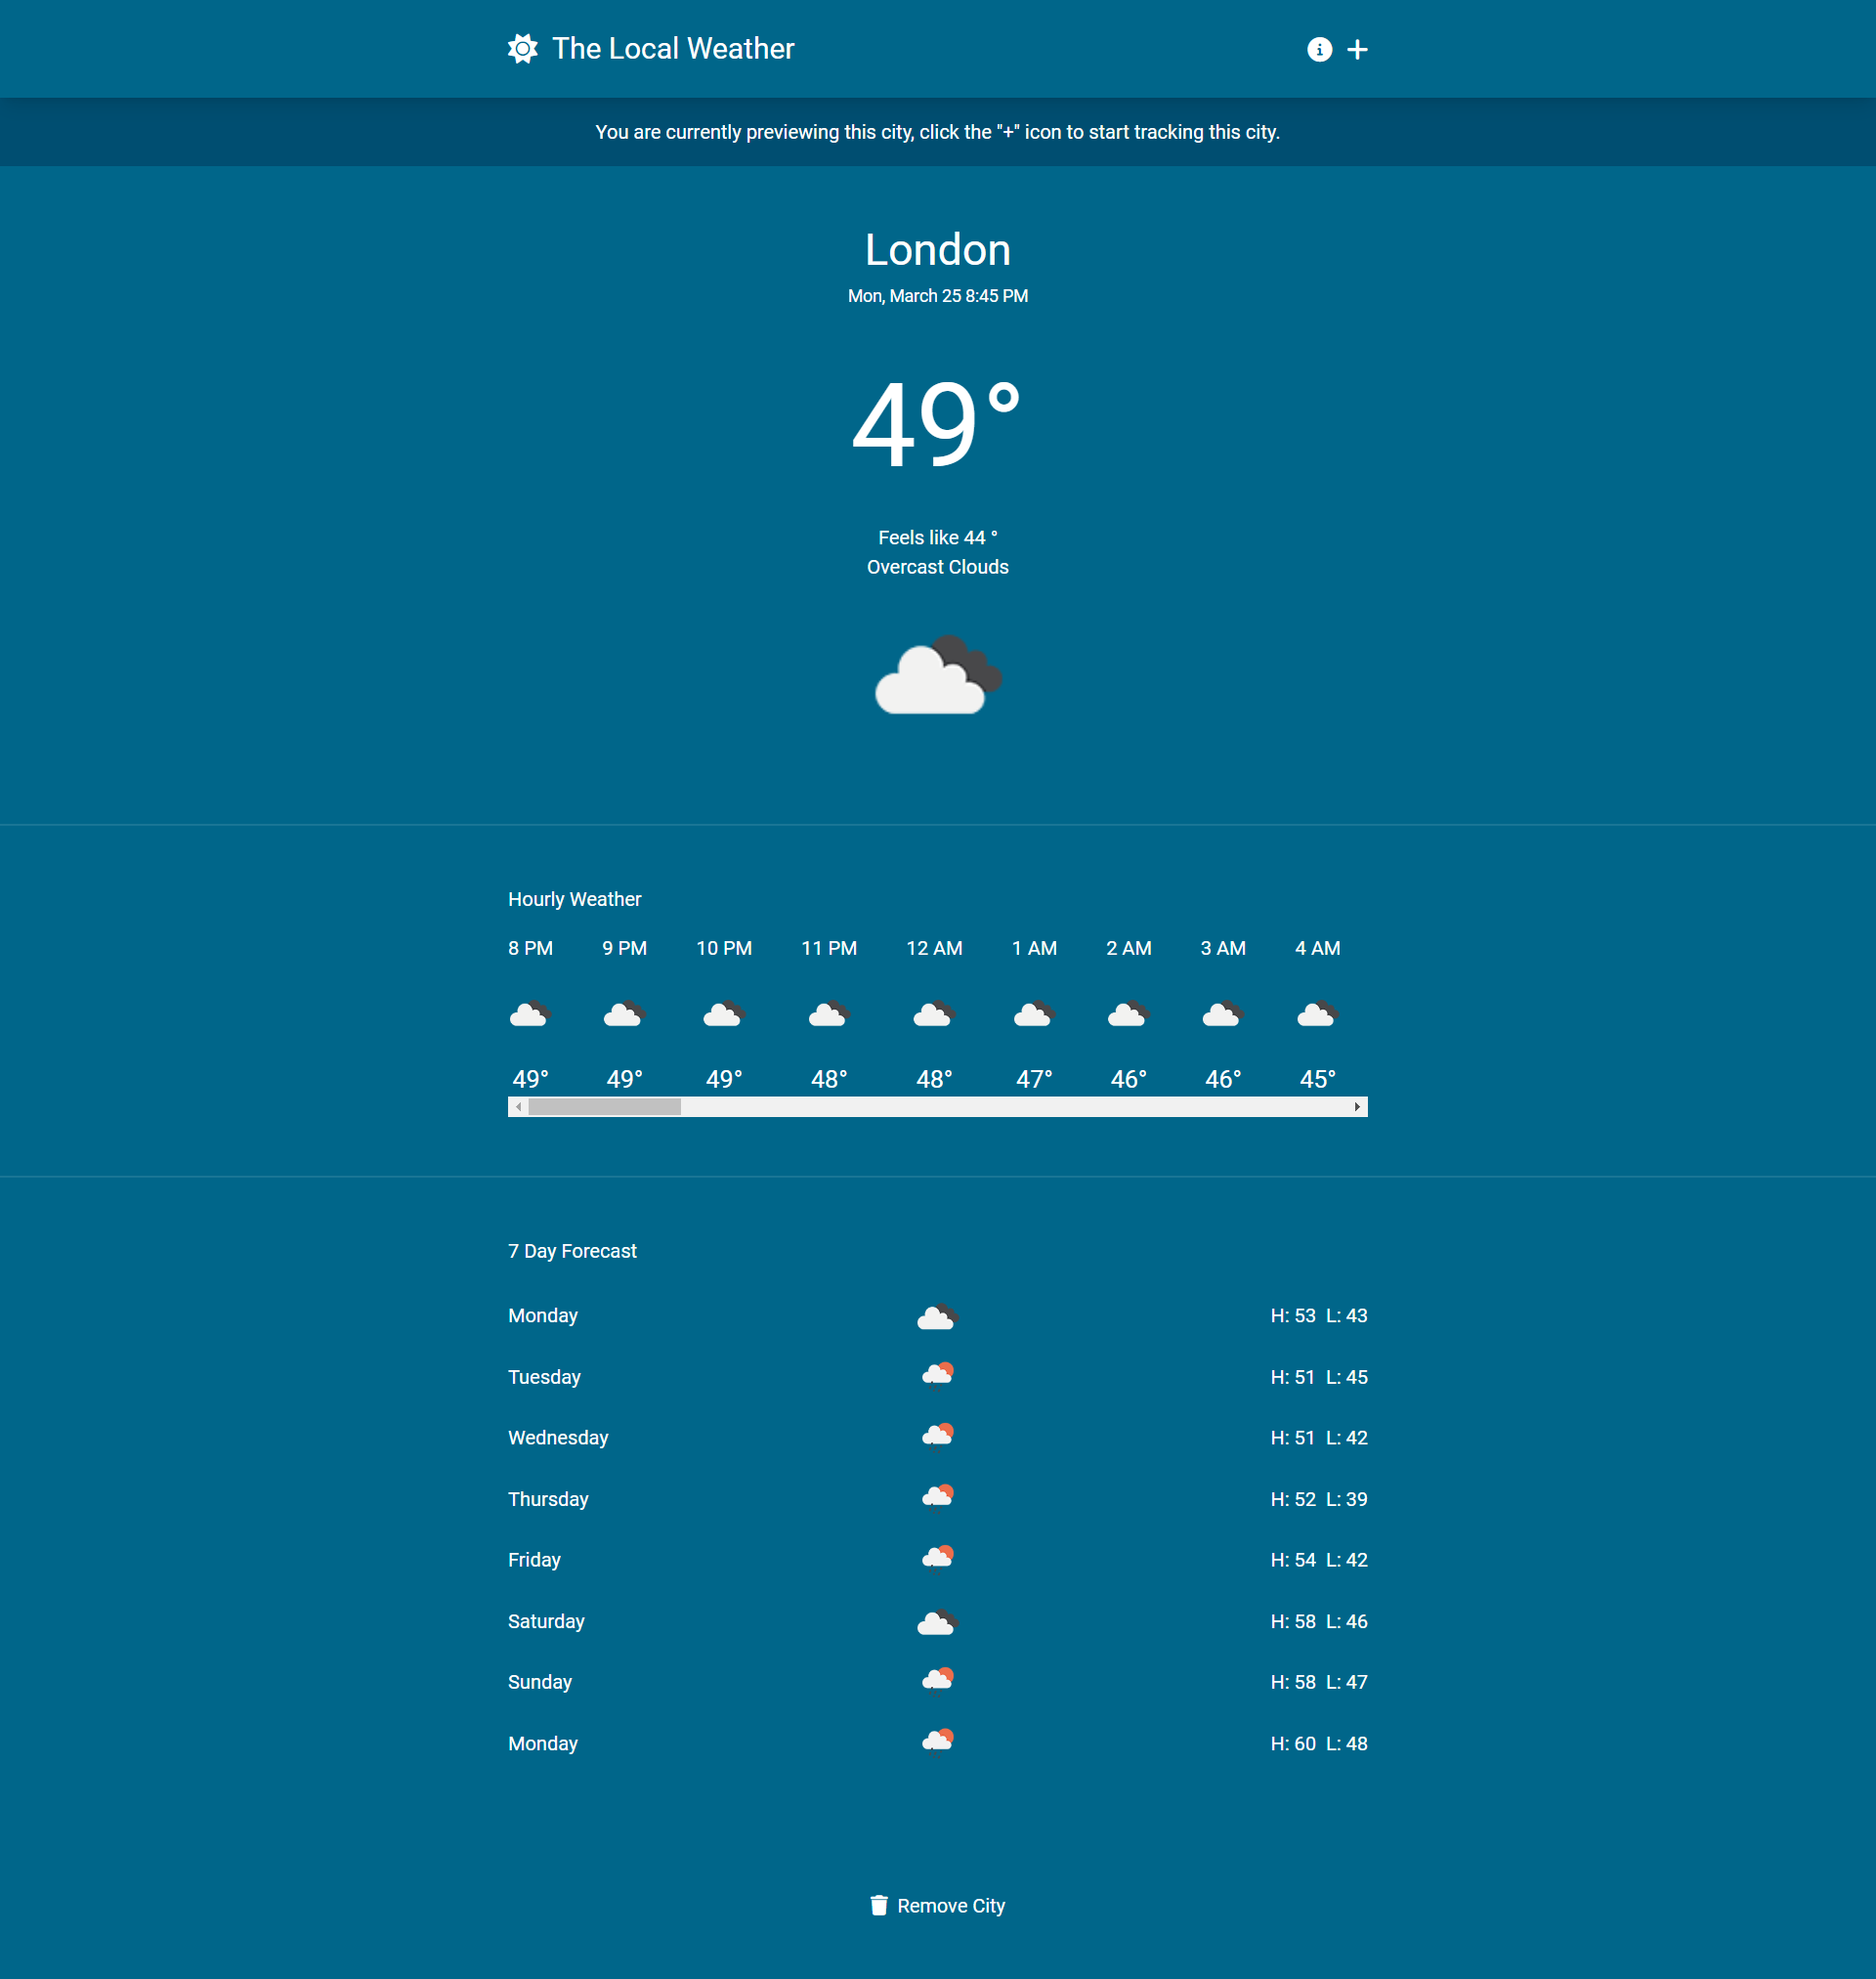 The Local Weather
You are currently previewing this city, click the "+" icon to start tracking this city.
London
Mon, March 25 8:45 PM
49°
Feels like 44 °
Overcast Clouds
Hourly Weather
8 PM 9 PM 10 PM 11 PM 12 AM 1 AM 2 AM 3 AM 4 AM
49° 49° 49° 48° 48° 47° 46° 46° 45°
7 Day Forecast
Monday H: 53 L: 43
Tuesday H: 51 L: 45
Wednesday H: 51 L: 42
Thursday H: 52 L: 39
Friday H: 54 L: 42
Saturday H: 58 L: 46
Sunday H: 58 L: 47
Monday H: 60 L: 48
Remove City